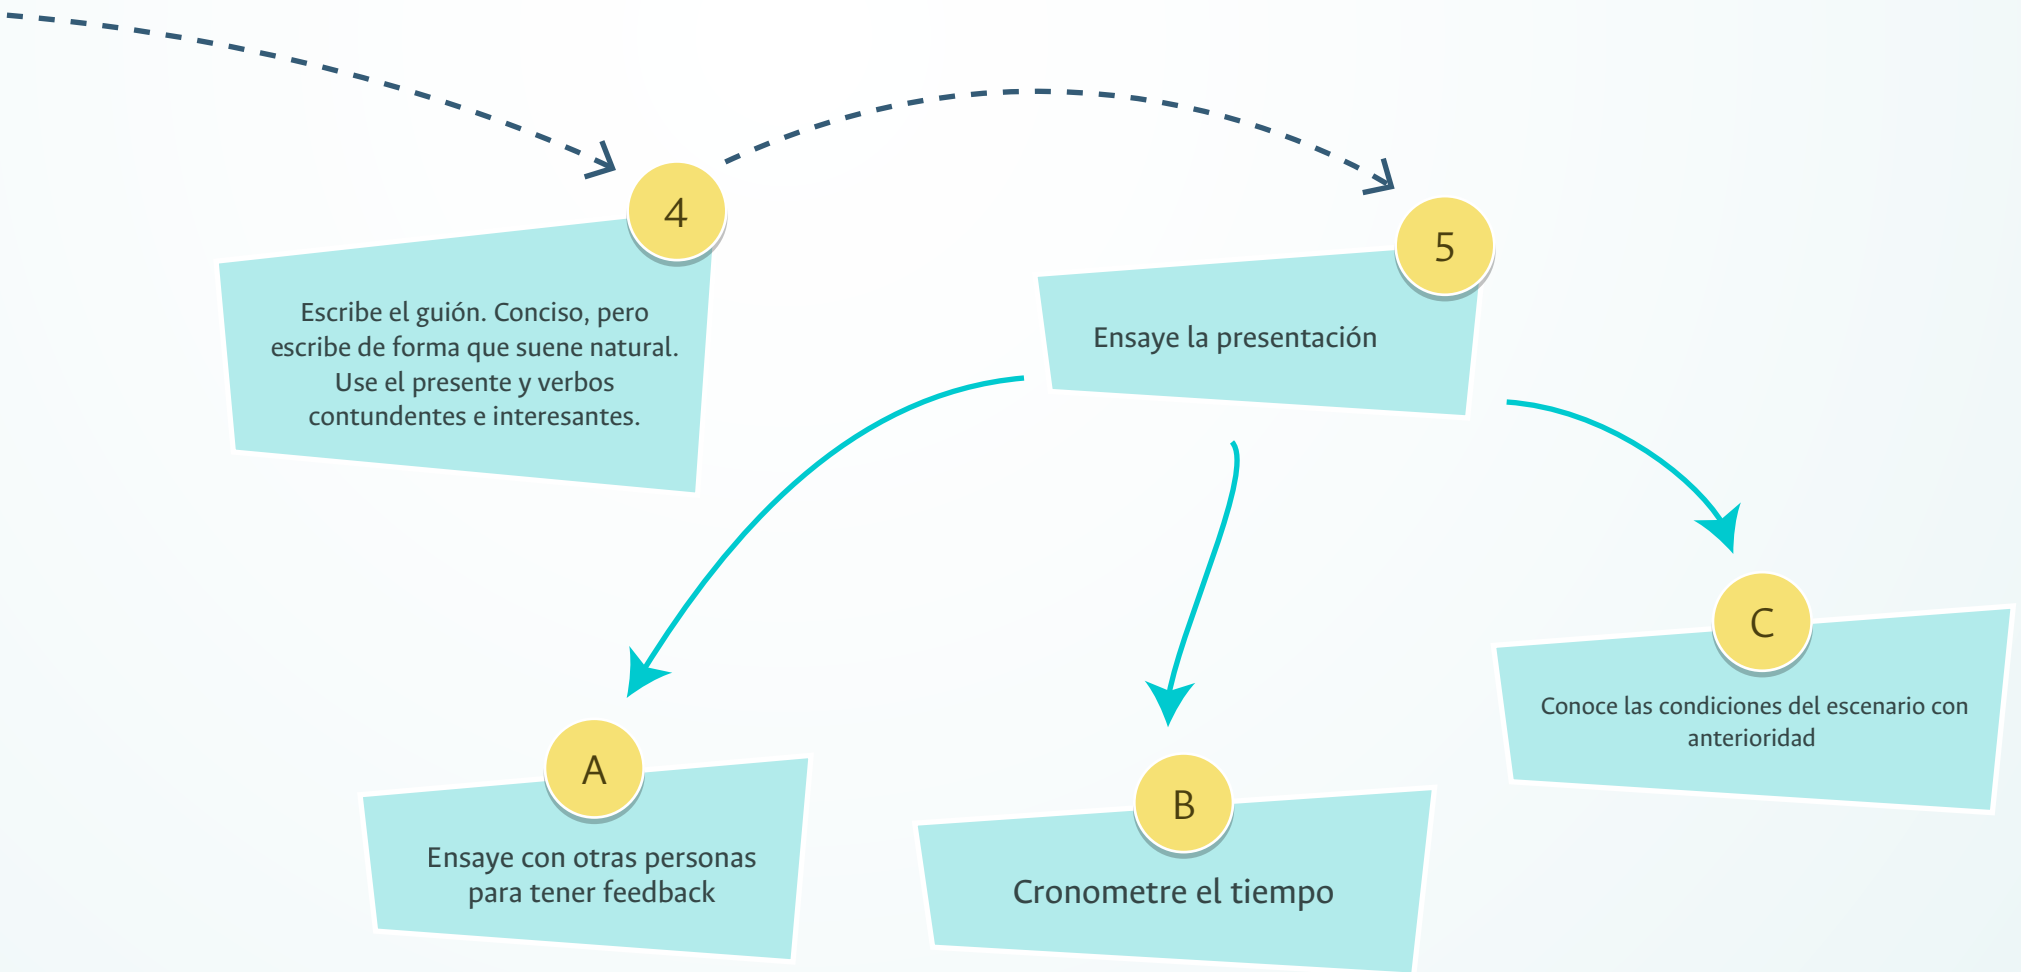 4
Escribe el guión. Conciso, pero
escribe de forma que suene natural.
Use el presente y verbos
contundentes e interesantes.
5
Ensaye la presentación
A
Ensaye con otras personas
para tener feedback
B
Cronometre el tiempo
C
Conoce las condiciones del escenario con
anterioridad